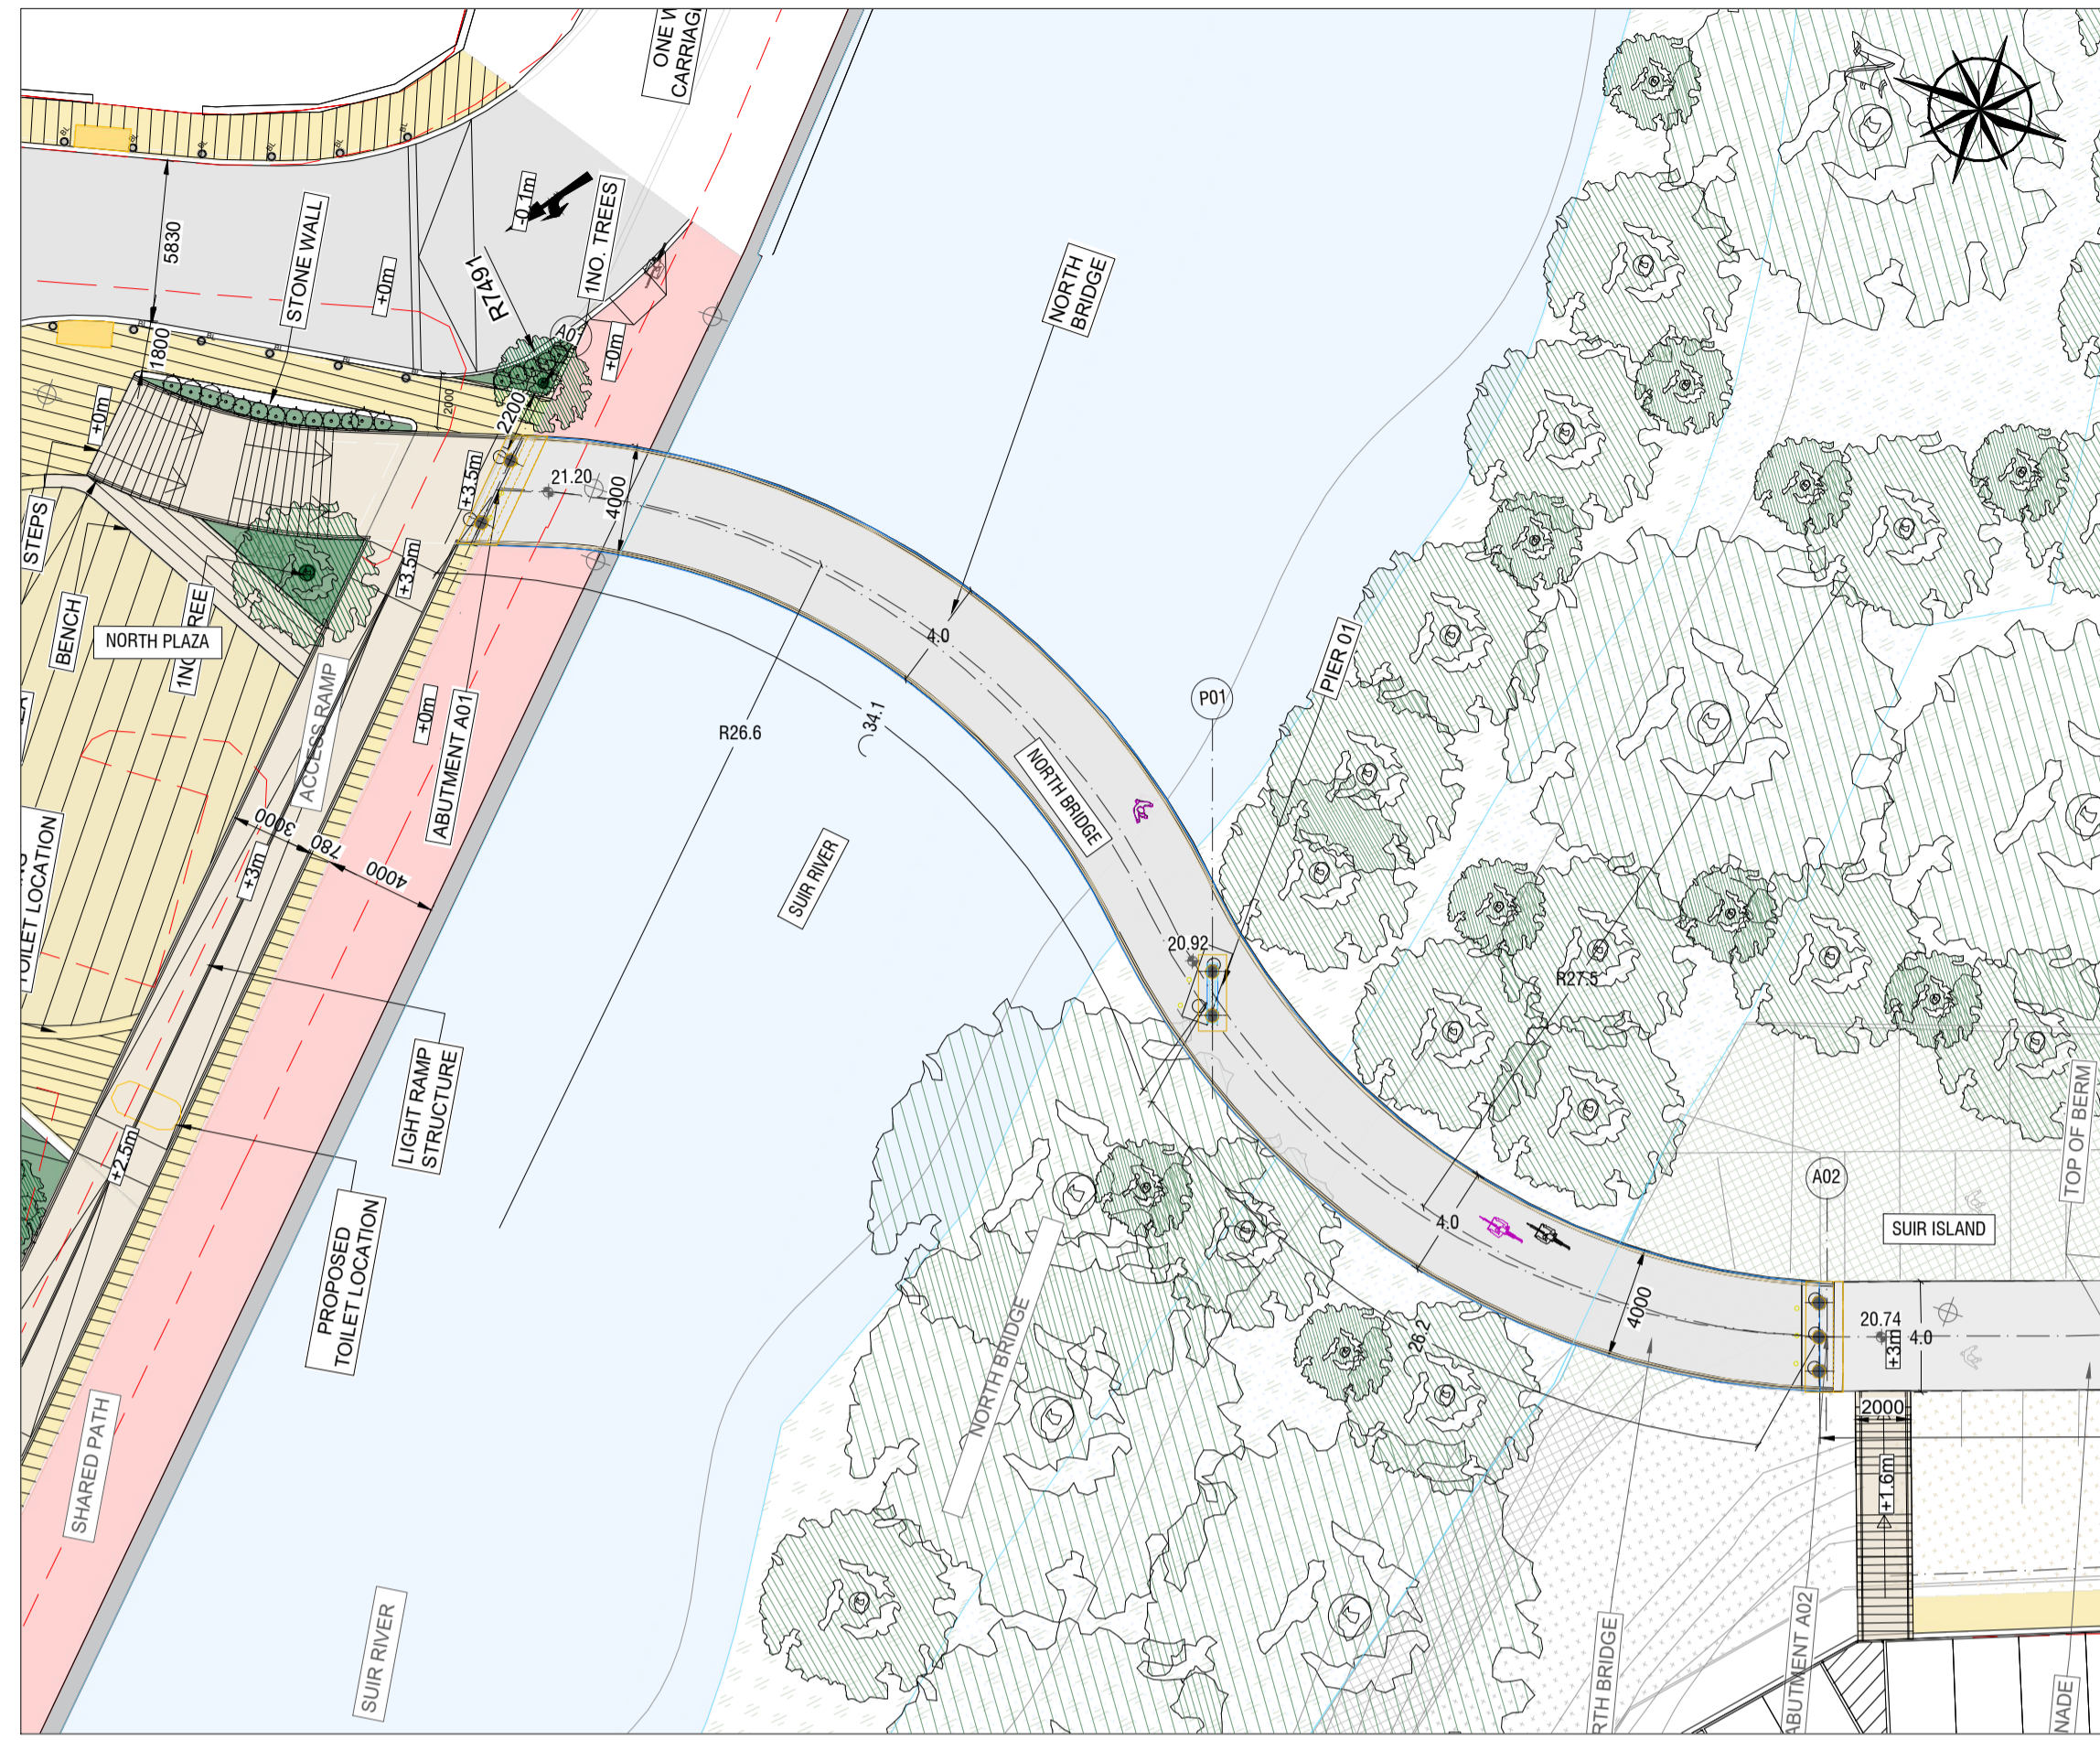 ONE W
CARRIAG
5830
STONE WALL
+0m
-0.1m
R7491
1NO. TREES
A01
+0m
1800
2000
2200
+0m
NORTH
BRIDGE
STEPS
+3.5m
21.20
4000
+3.5m
BENCH
NORTH PLAZA
ACCESS RAMP
+0m
ABUTMENT A01
4.0
R26.6
34.1
PIER 01
P01
NORTH BRIDGE
SUIR RIVER
3000
780
4000
+3m
TOILET LOCATION
20.92
R27.5
LIGHT RAMP
STRUCTURE
+2.5m
PROPOSED
TOILET LOCATION
TOP OF BERM
A02
SUIR ISLAND
4.0
4000
20.74
+3m
4.0
26.2
NORTH BRIDGE
2000
+1.6m
SHARED PATH
SUIR RIVER
RTH BRIDGE
ABUTMENT A02
NADE